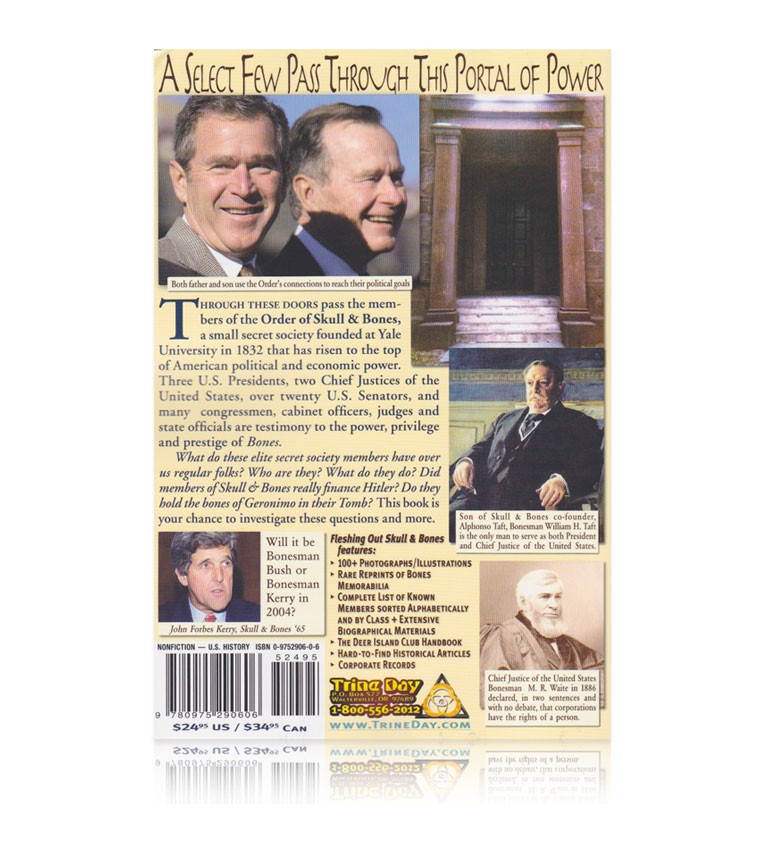 A SELECT FEW PASS THROUGH THIS PORTAL OF POWER
Both father and son use the Order's connections to reach their political goals
THROUGH THESE DOORS pass the mem-
bers of the Order of Skull & Bones,
a small secret society founded at Yale
University in 1832 that has risen to the top
of American political and economic power.
Three U.S. Presidents, two Chief Justices of the
United States, over twenty U.S. Senators, and
many congressmen, cabinet officers, judges and
state officials are testimony to the power, privilege
and prestige of Bones.
What do these elite secret society members have over
us regular folks? Who are they? What do they do? Did
members of Skull & Bones really finance Hitler? Do they
hold the bones of Geronimo in their Tomb? This book is
your chance to investigate these questions and more.
Son of Skull & Bones co-founder,
Alphonso Taft, Bonesman William H. Taft
is the only man to serve as both President
and Chief Justice of the United States.
Will it be
Bonesman
Bush or
Bonesman
Kerry in
2004?
John Forbes Kerry, Skull & Bones '65
Fleshing Out Skull & Bones
features:
‣ 100+ PHOTOGRAPHS/ILLUSTRATIONS
‣ RARE REPRINTS OF BONES
MEMORABILIA
‣ COMPLETE LIST OF KNOWN
MEMBERS SORTED ALPHABETICALLY
AND BY CLASS + EXTENSIVE
BIOGRAPHICAL MATERIALS
‣ THE DEER ISLAND CLUB HANDBOOK
‣ HARD-TO-FIND HISTORICAL ARTICLES
‣ CORPORATE RECORDS
Chief Justice of the United States
Bonesman M. R. Waite in 1886
declared, in two sentences and
with no debate, that corporations
have the rights of a person.
NONFICTION — U.S. HISTORY ISBN 0-9752906-0-6
52495
9 780975 290606
$24.95 US / $34.95 CAN
Trine Day
P.O. BOX 577
WALTERVILLE, OR 97489
1-800-556-2012
WWW.TRINEDAY.COM